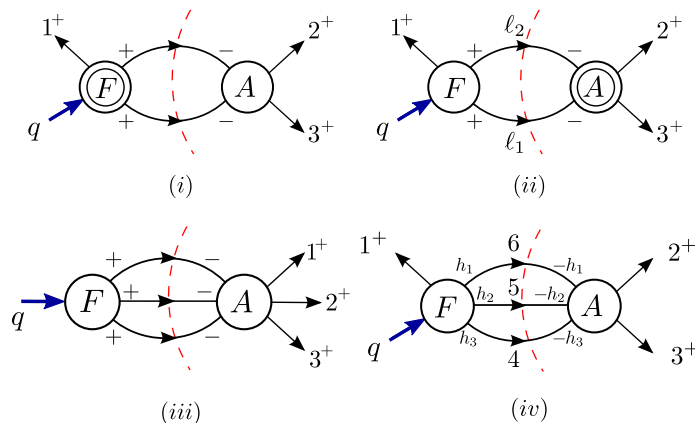 1⁺ + − 2⁺ 1⁺ + ℓ₂ − 2⁺
F A F A
q + − 3⁺ q + ℓ₁ − 3⁺
(i) (ii)
+ − 1⁺ 1⁺ h₁ 6 −h₁ 2⁺
F + − A 2⁺ F h₂ 5 −h₂ A
q + − 3⁺ q h₃ 4 −h₃ 3⁺
(iii) (iv)